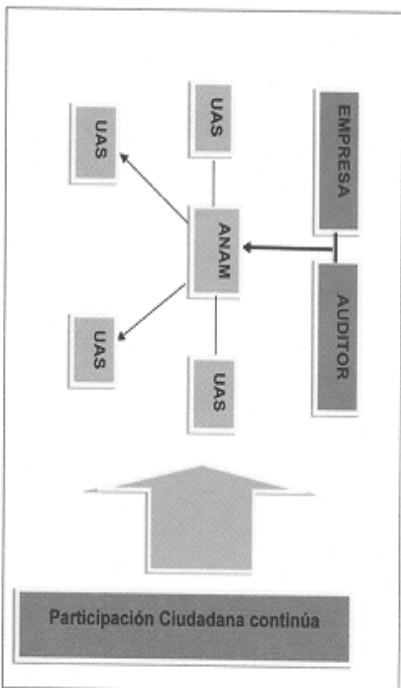 EMPRESA
AUDITOR
UAS
ANAM
UAS
UAS
UAS
Participación Ciudadana continúa